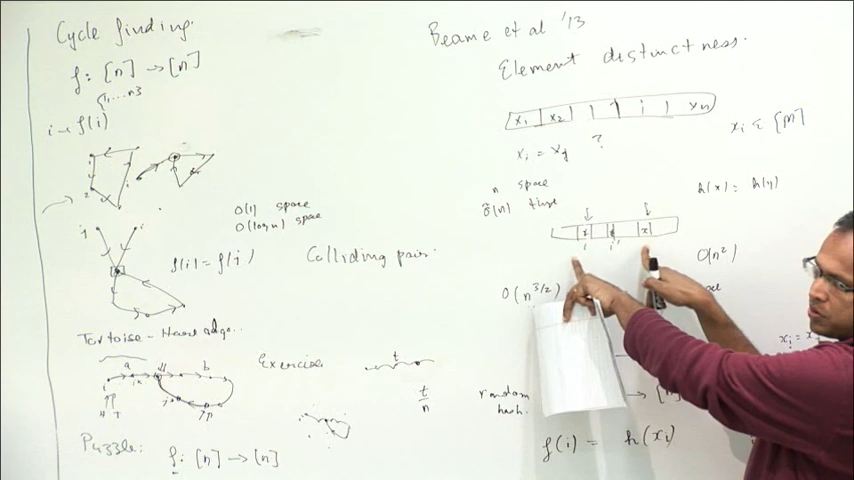 Cycle finding.
f: [n] → [n]
{1, ... n}
i → f(i)
2
O(1) space
O(log n) space
j i
f(i) = f(j)
Colliding pair.
Tortoise - Hare algo..
a b
i
H T
Exercise
t
t/n
Puzzle:
f: [n] → [n]
Beame et al '13
Element distinctness.
x₁ x₂ xₙ
xᵢ ∈ [M]
xᵢ = xⱼ ?
n space
Õ(n) time
h(x) = h(y)
i i'
O(n²)
O(n^{3/2})
random
hash.
→ [n]
f(i) = h(xᵢ)